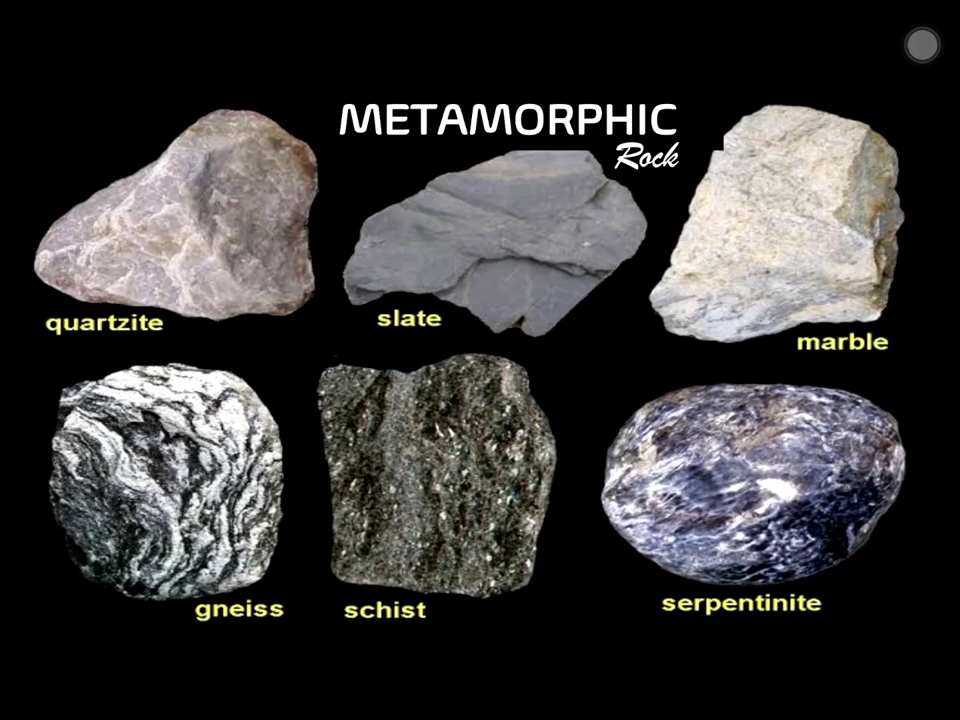 METAMORPHIC
Rock
quartzite
slate
marble
gneiss
schist
serpentinite